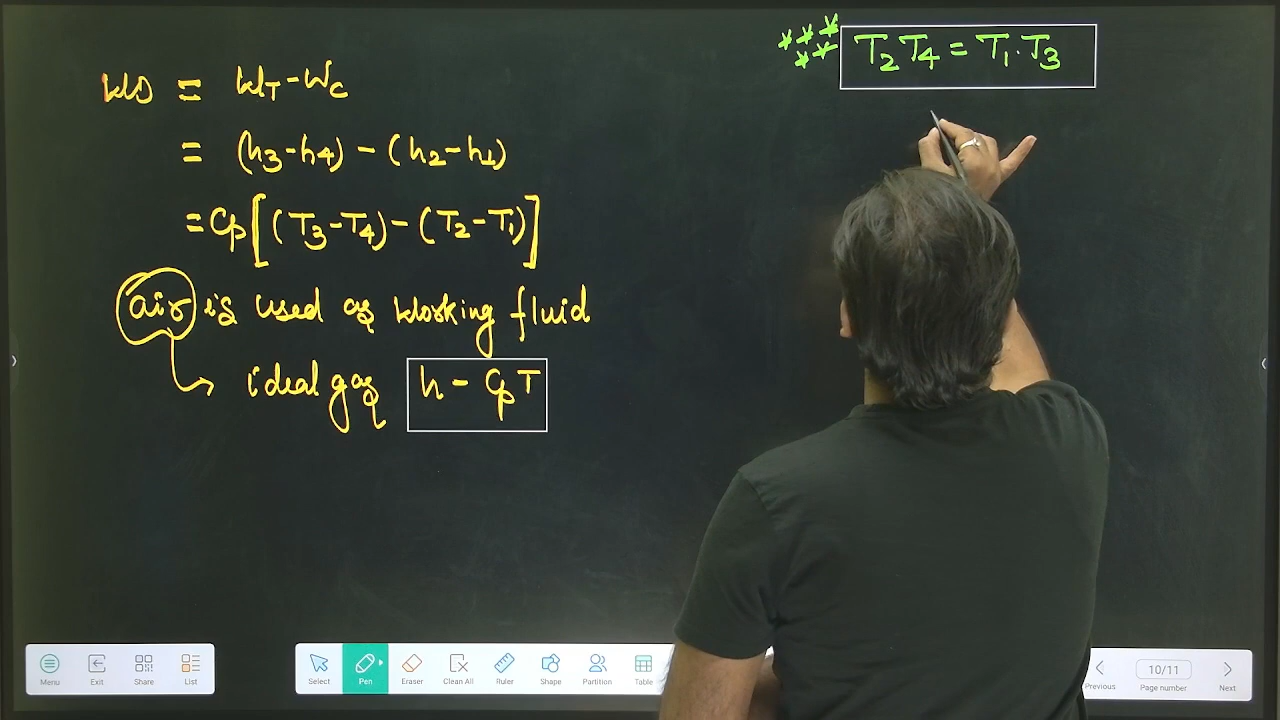 WD = WT - WC
= (h3 - h4) - (h2 - h1)
= Cp[(T3 - T4) - (T2 - T1)]
air is used as working fluid
ideal gas h - CpT
T2 T4 = T1 . T3
Menu Exit Share List Select Pen Eraser Clean All Ruler Shape Partition Table Previous 10/11 Page number Next